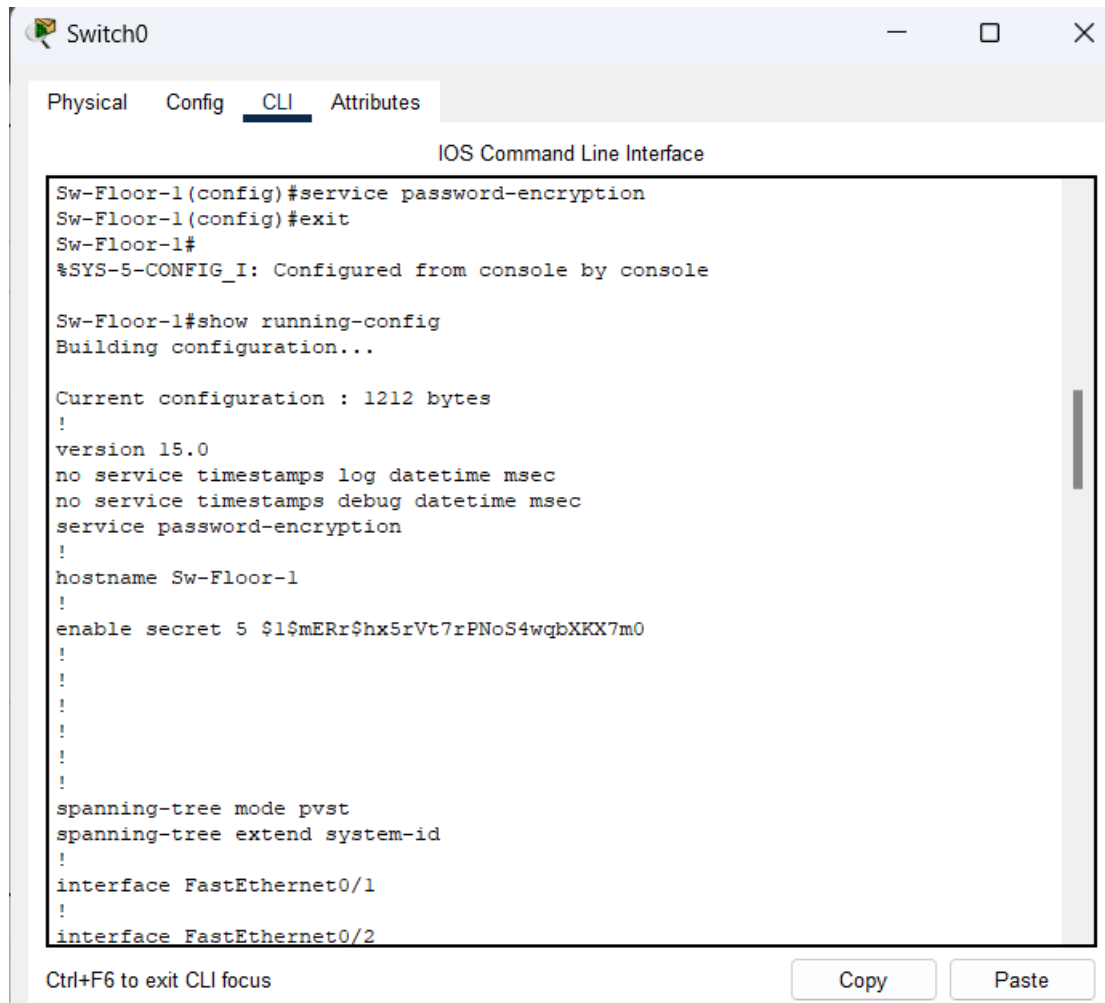 Switch0
Physical Config CLI Attributes
IOS Command Line Interface
Sw-Floor-1(config)#service password-encryption
Sw-Floor-1(config)#exit
Sw-Floor-1#
%SYS-5-CONFIG_I: Configured from console by console
Sw-Floor-1#show running-config
Building configuration...
Current configuration : 1212 bytes
!
version 15.0
no service timestamps log datetime msec
no service timestamps debug datetime msec
service password-encryption
!
hostname Sw-Floor-1
!
enable secret 5 $1$mERr$hx5rVt7rPNoS4wqbXKX7m0
!
!
!
!
!
!
spanning-tree mode pvst
spanning-tree extend system-id
!
interface FastEthernet0/1
!
interface FastEthernet0/2
Ctrl+F6 to exit CLI focus
Copy Paste